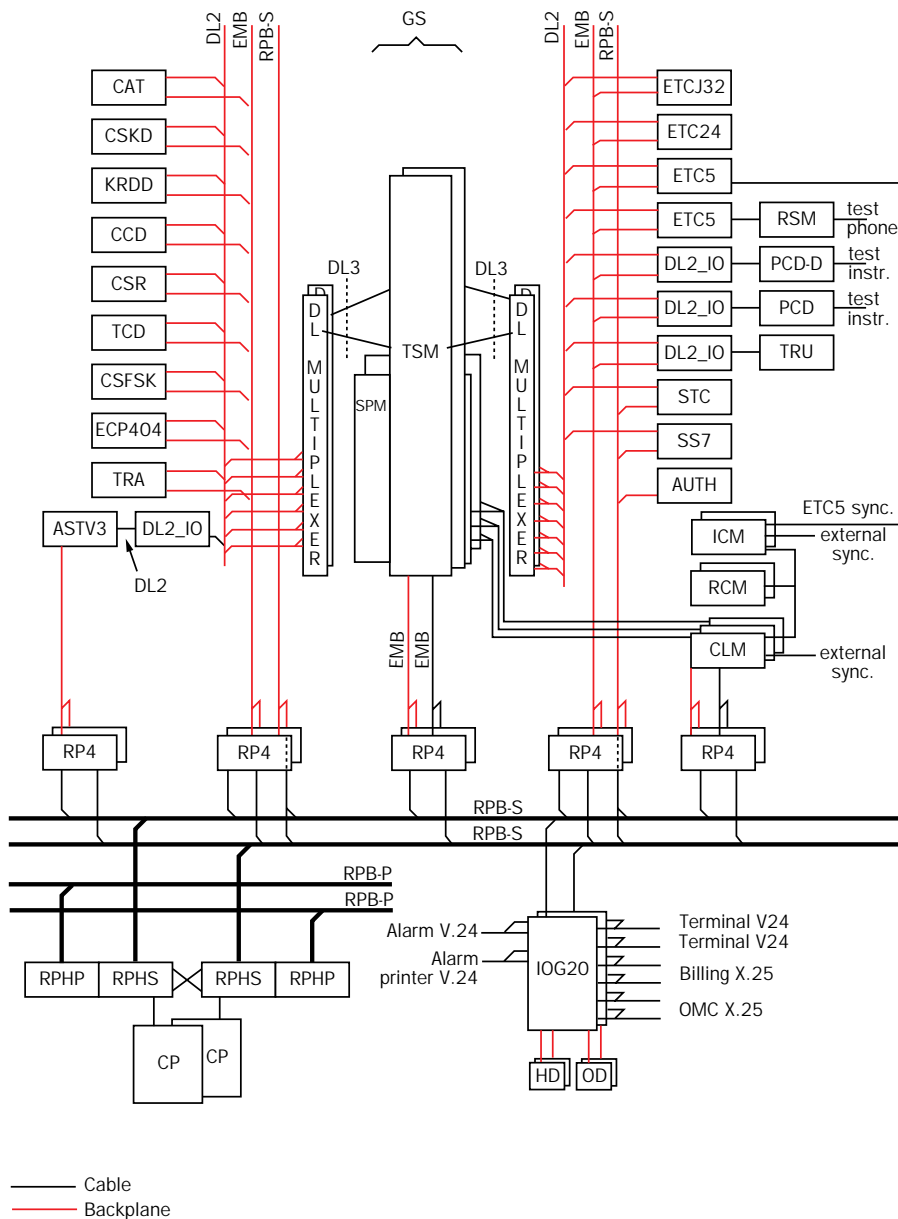 GS
DL2
EMB
RPB-S
DL2
EMB
RPB-S
CAT
CSKD
KRDD
CCD
CSR
TCD
CSFSK
ECP404
TRA
ASTV3
DL2_IO
DL2
DL3
DL MULTIPLEXER
D
TSM
SPM
DL3
DL MULTIPLEXER
D
ETCJ32
ETC24
ETC5
ETC5
RSM
test
phone
DL2_IO
PCD-D
test
instr.
DL2_IO
PCD
test
instr.
DL2_IO
TRU
STC
SS7
AUTH
ETC5 sync.
ICM
external
sync.
RCM
CLM
external
sync.
EMB
EMB
RP4
RP4
RP4
RP4
RP4
RPB-S
RPB-S
RPB-P
RPB-P
RPHP
RPHS
RPHS
RPHP
CP
CP
Alarm V.24
Alarm
printer V.24
IOG20
Terminal V24
Terminal V24
Billing X.25
OMC X.25
HD
OD
Cable
Backplane